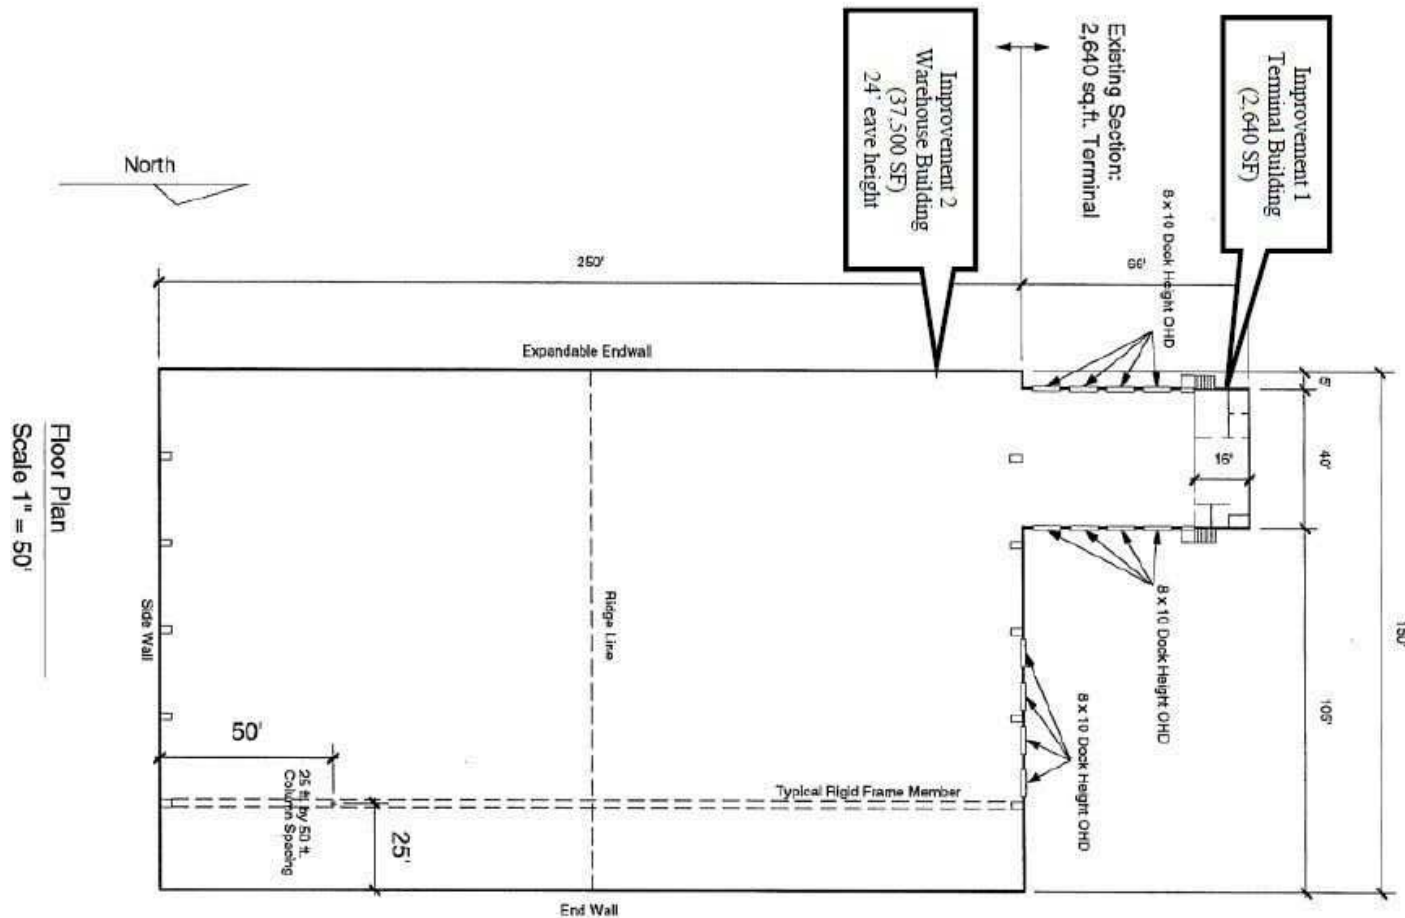 Improvement 1
Terminal Building
(2,640 SF)
Existing Section:
2,640 sq.ft. Terminal
Improvement 2
Warehouse Building
(37,500 SF)
24' eave height
North
250'
66'
8 x 10 Dock Height OHD
Expandable Endwall
5'
40'
16'
150'
105'
8 x 10 Dock Height OHD
8 x 10 Dock Height OHD
Ridge Line
Side Wall
50'
25 ft. by 50 ft.
Column Spacing
25'
Typical Rigid Frame Member
End Wall
Floor Plan
Scale 1" = 50'